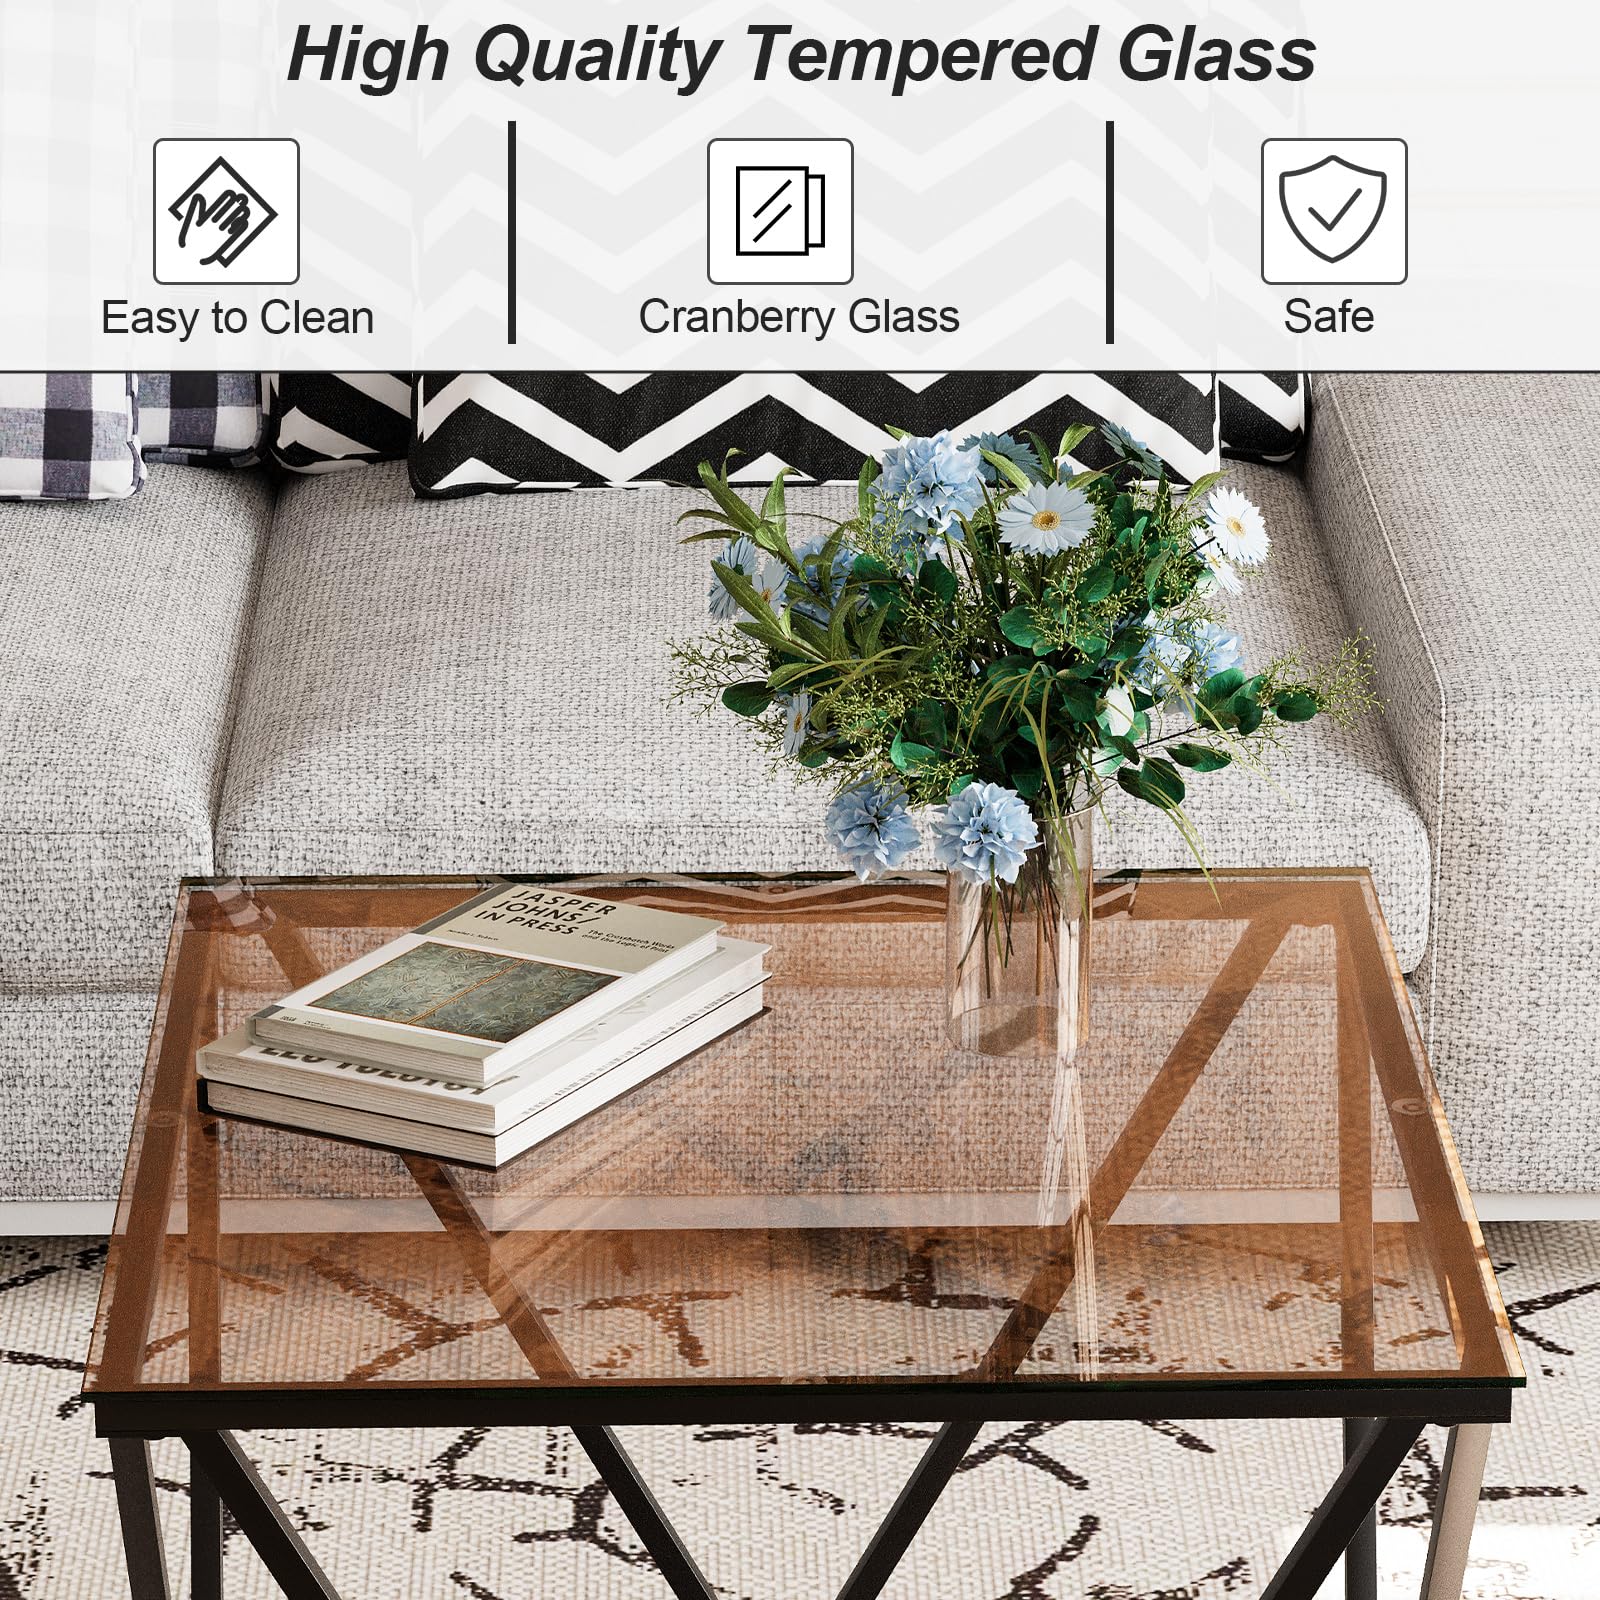 High Quality Tempered Glass
Easy to Clean
Cranberry Glass
Safe
JASPER
JOHNS/
IN PRESS
The Crosshatch Works
and the Logic of Print